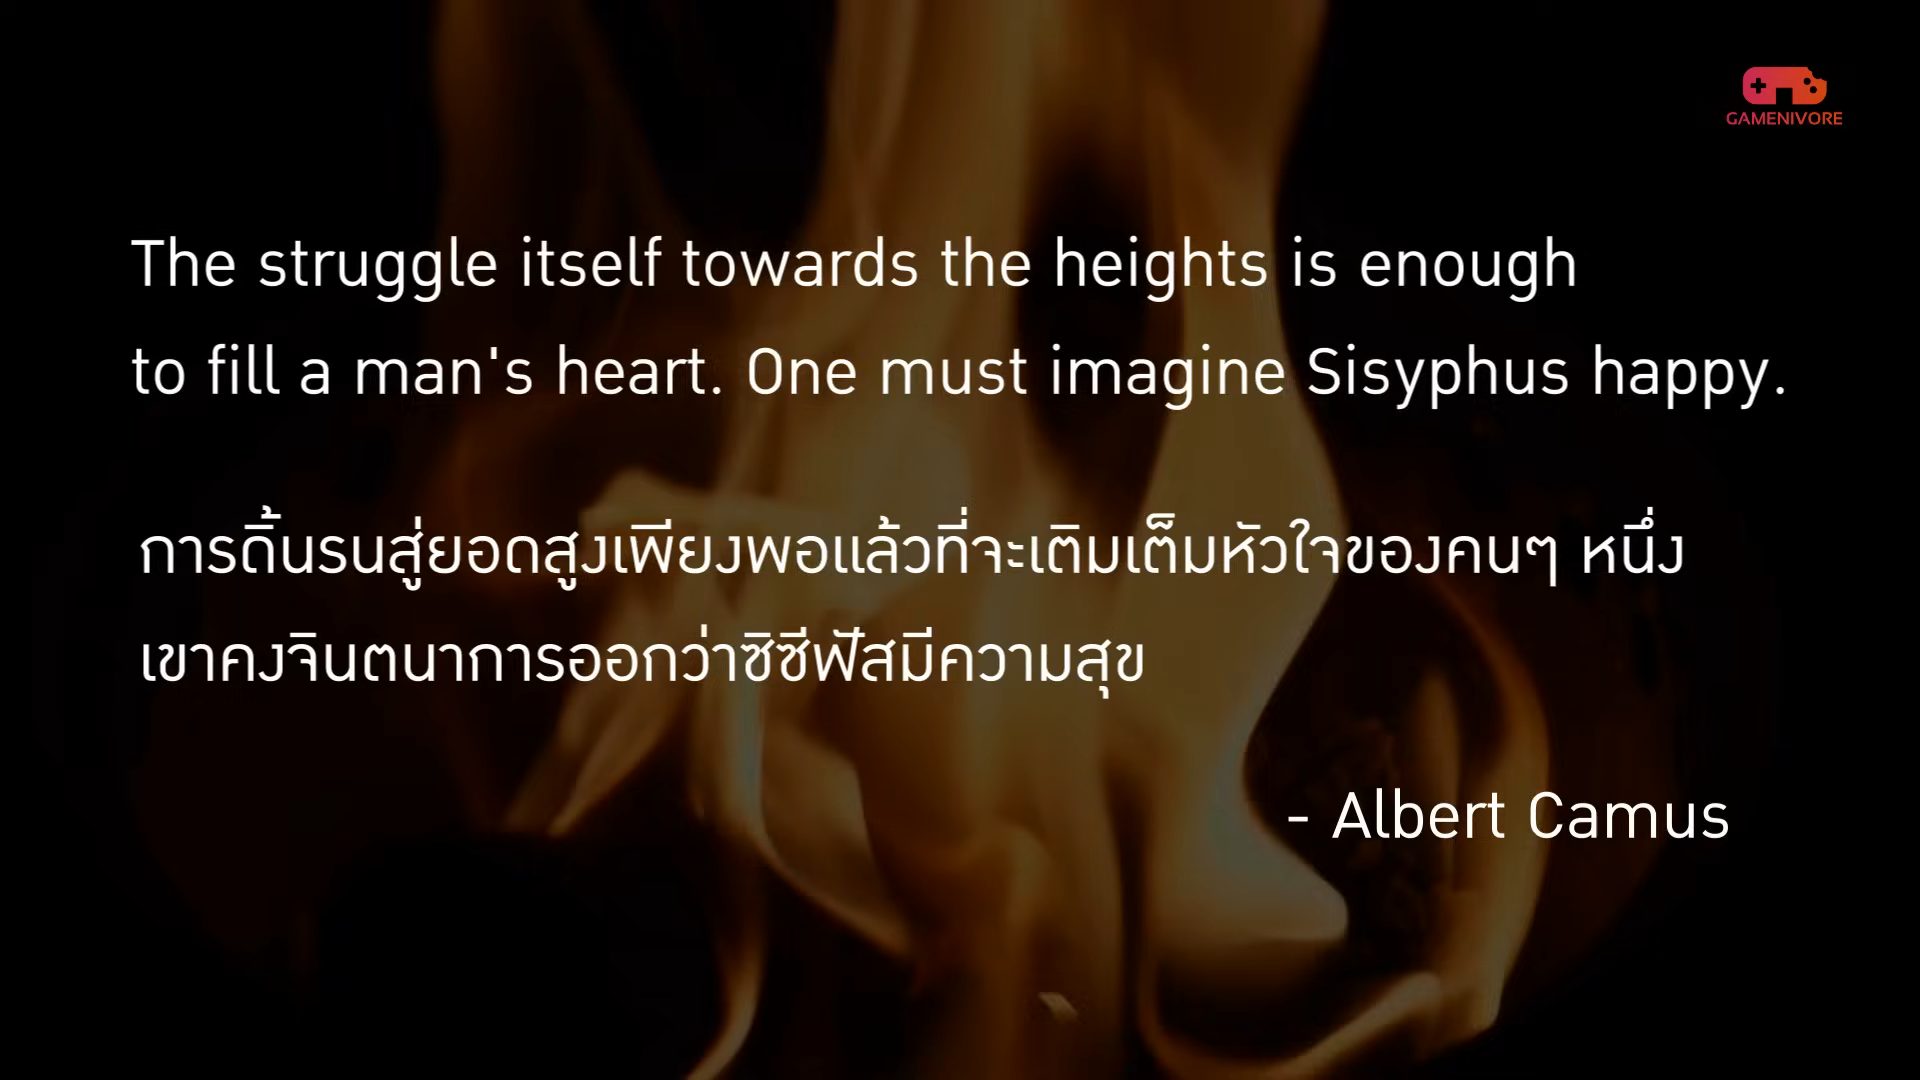 GAMENIVORE
The struggle itself towards the heights is enough
to fill a man's heart. One must imagine Sisyphus happy.
การดิ้นรนสู่ยอดสูงเพียงพอแล้วที่จะเติมเต็มหัวใจของคนๆ หนึ่ง
เขาคงจินตนาการออกว่าซิซีฟัสมีความสุข
- Albert Camus